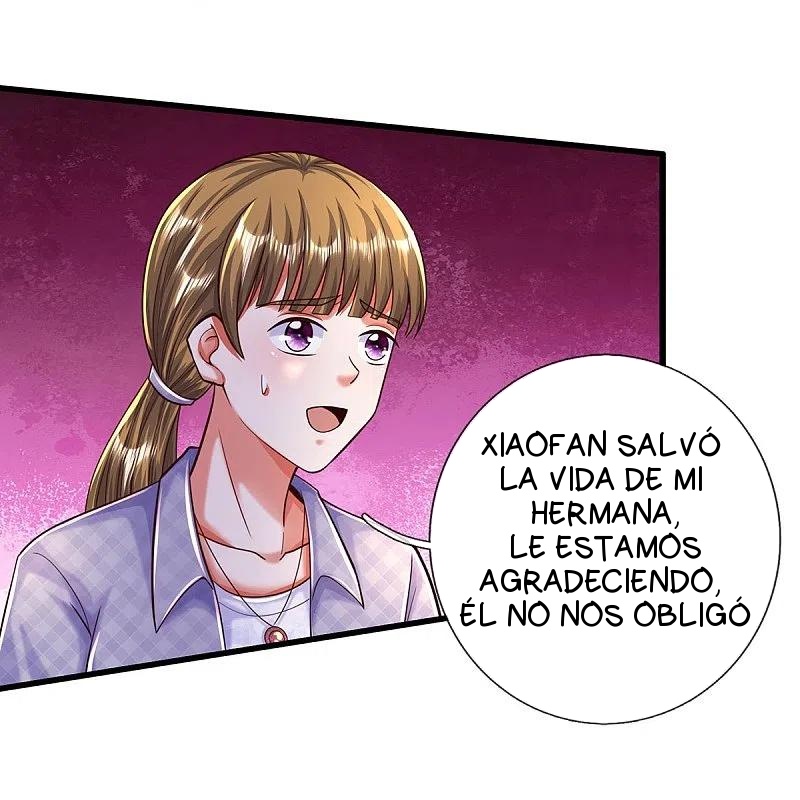 XIAOFAN SALVÓ
LA VIDA DE MI
HERMANA,
LE ESTAMOS
AGRADECIENDO,
ÉL NO NOS OBLIGÓ